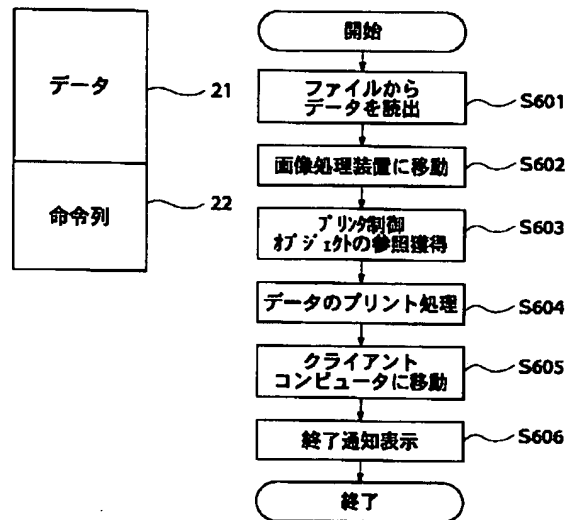 データ
21
命令列
22
開始
ファイルから
データを読出
S601
画像処理装置に移動
S602
プリンタ制御
オブジェクトの参照獲得
S603
データのプリント処理
S604
クライアント
コンピュータに移動
S605
終了通知表示
S606
終了